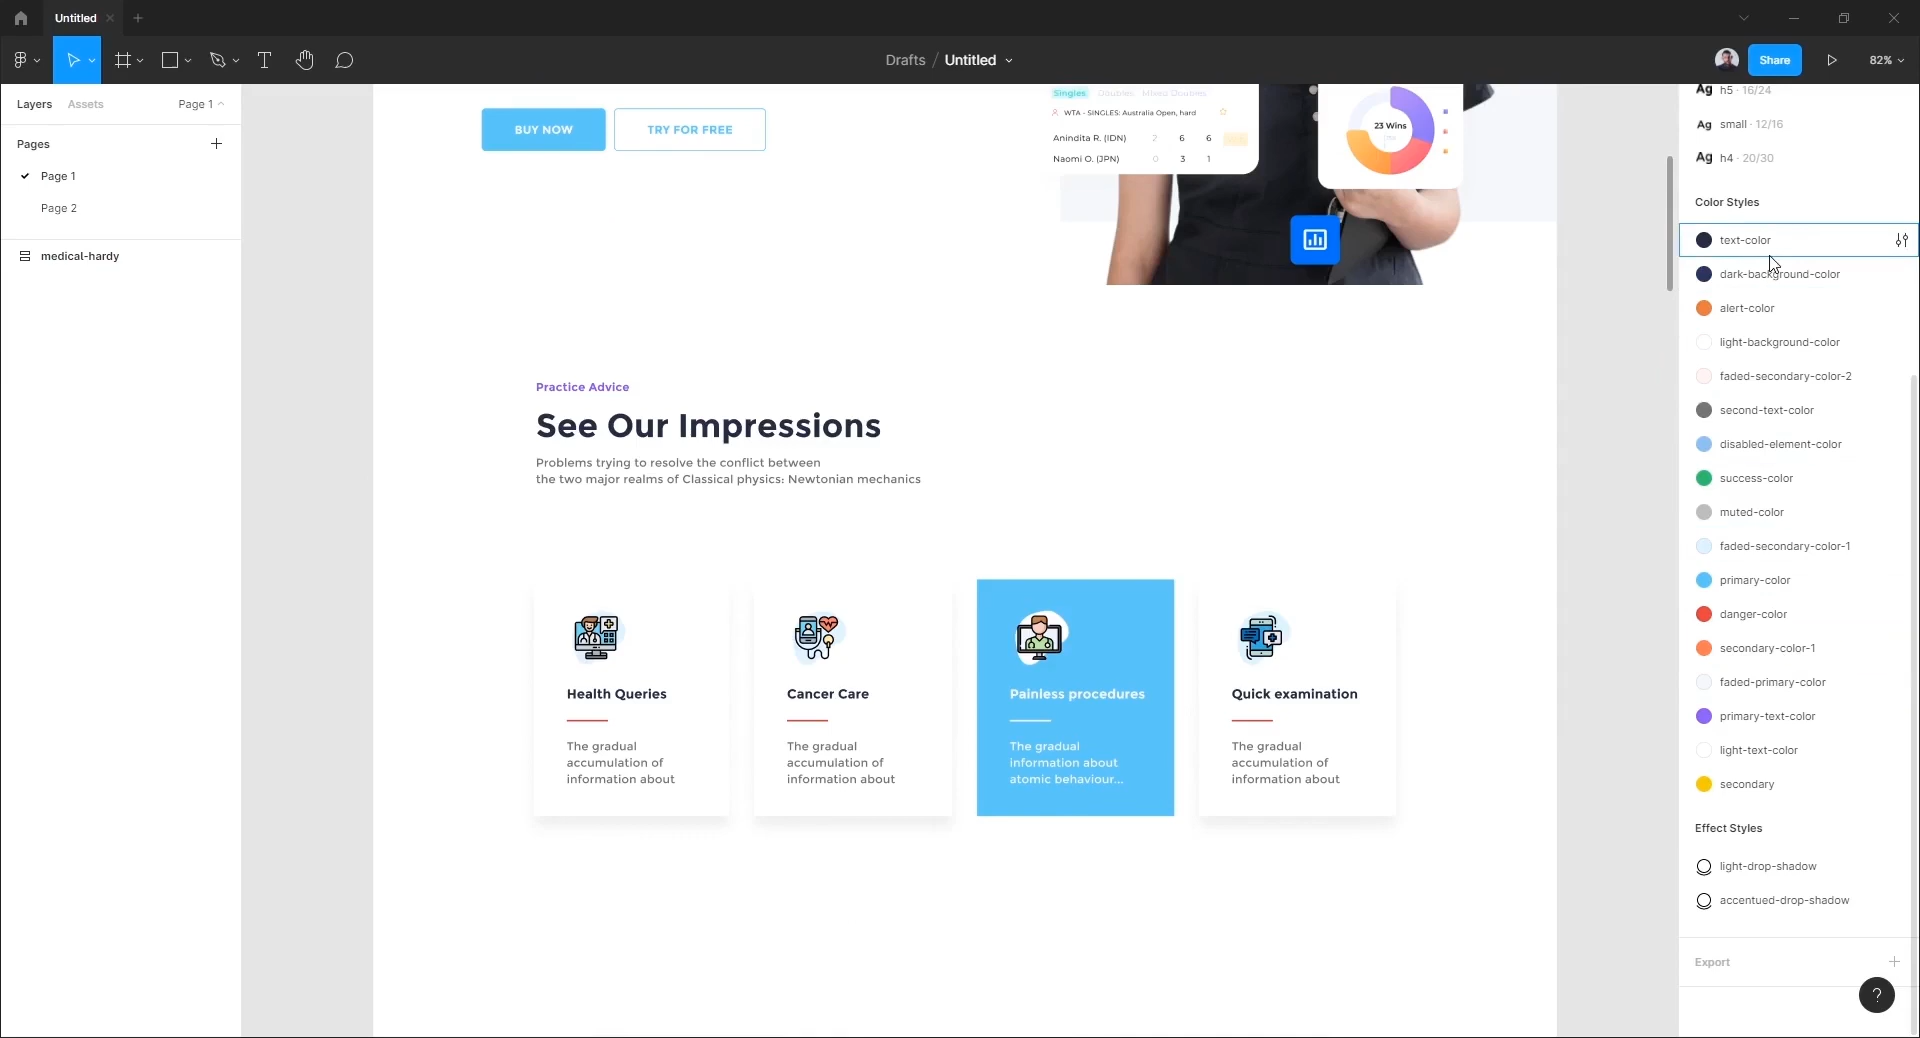 Untitled
Drafts / Untitled
Share
82%
Layers
Assets
Page 1
Pages
Page 1
Page 2
medical-hardy
BUY NOW
TRY FOR FREE
Singles Doubles Mixed Doubles
WTA - SINGLES: Australia Open, hard
Anindita R. (IDN) 2 6 6
Naomi O. (JPN) 0 3 1
23 Wins
Practice Advice
See Our Impressions
Problems trying to resolve the conflict between
the two major realms of Classical physics: Newtonian mechanics
Health Queries
The gradual
accumulation of
information about
Cancer Care
The gradual
accumulation of
information about
Painless procedures
The gradual
information about
atomic behaviour...
Quick examination
The gradual
accumulation of
information about
Ag h5 · 16/24
Ag small · 12/16
Ag h4 · 20/30
Color Styles
text-color
dark-background-color
alert-color
light-background-color
faded-secondary-color-2
second-text-color
disabled-element-color
success-color
muted-color
faded-secondary-color-1
primary-color
danger-color
secondary-color-1
faded-primary-color
primary-text-color
light-text-color
secondary
Effect Styles
light-drop-shadow
accentued-drop-shadow
Export
?